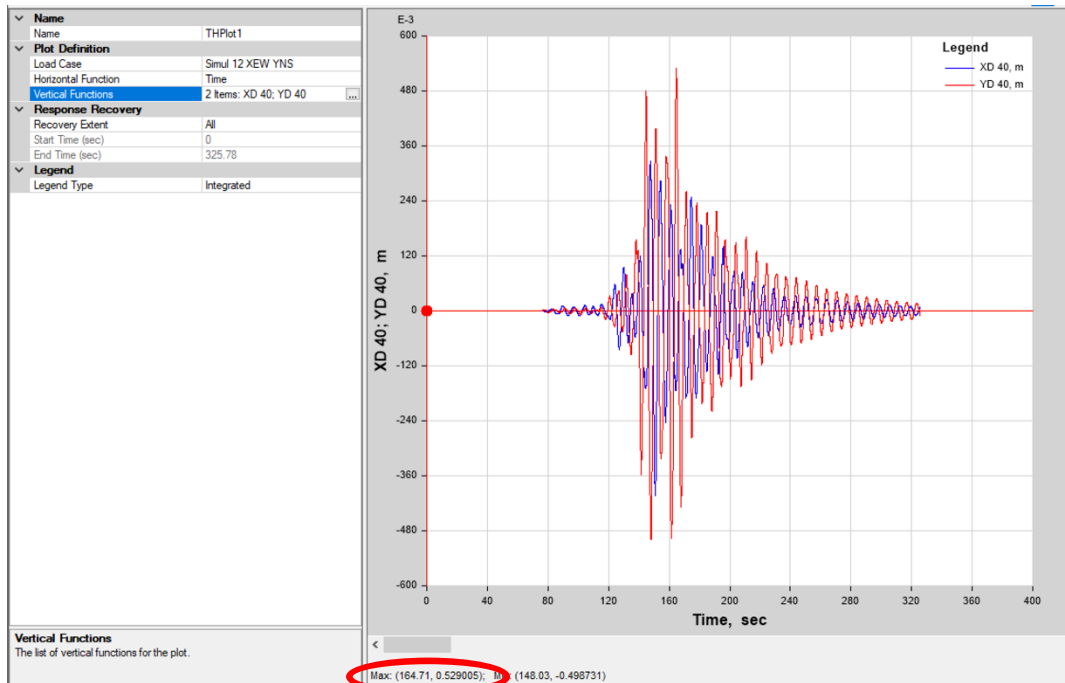 Name
Name THPlot1
Plot Definition
Load Case Simul 12 XEW YNS
Horizontal Function Time
Vertical Functions 2 Items: XD 40; YD 40 ...
Response Recovery
Recovery Extent All
Start Time (sec) 0
End Time (sec) 325.78
Legend
Legend Type Integrated
Vertical Functions
The list of vertical functions for the plot.
E-3
600
480
360
240
120
0
-120
-240
-360
-480
-600
XD 40; YD 40, m
Legend
XD 40, m
YD 40, m
0 40 80 120 160 200 240 280 320 360 400
Time, sec
Max: (164.71, 0.529005); (148.03, -0.498731)